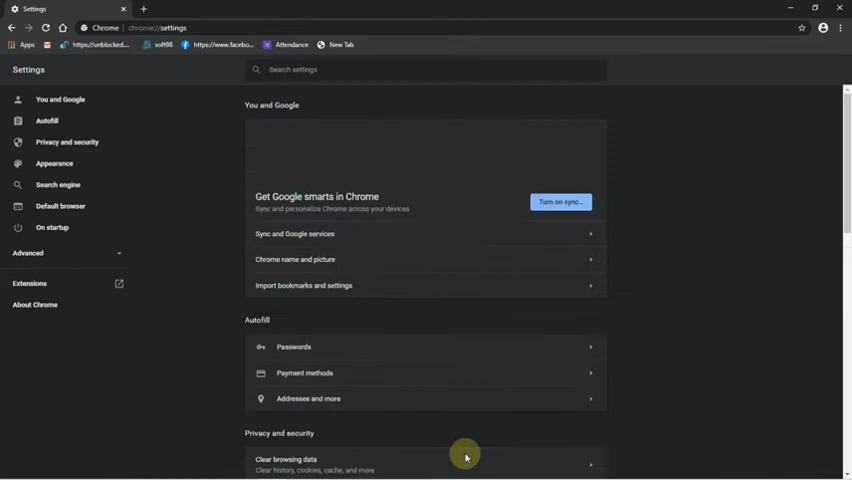 Settings
Chrome | chrome://settings
Apps https://unblocked.... soft98 https://www.facebo... Attendance New Tab
Settings Search settings
You and Google
Autofill
Privacy and security
Appearance
Search engine
Default browser
On startup
Advanced
Extensions
About Chrome
You and Google
Get Google smarts in Chrome
Sync and personalize Chrome across your devices
Turn on sync...
Sync and Google services
Chrome name and picture
Import bookmarks and settings
Autofill
Passwords
Payment methods
Addresses and more
Privacy and security
Clear browsing data
Clear history, cookies, cache, and more